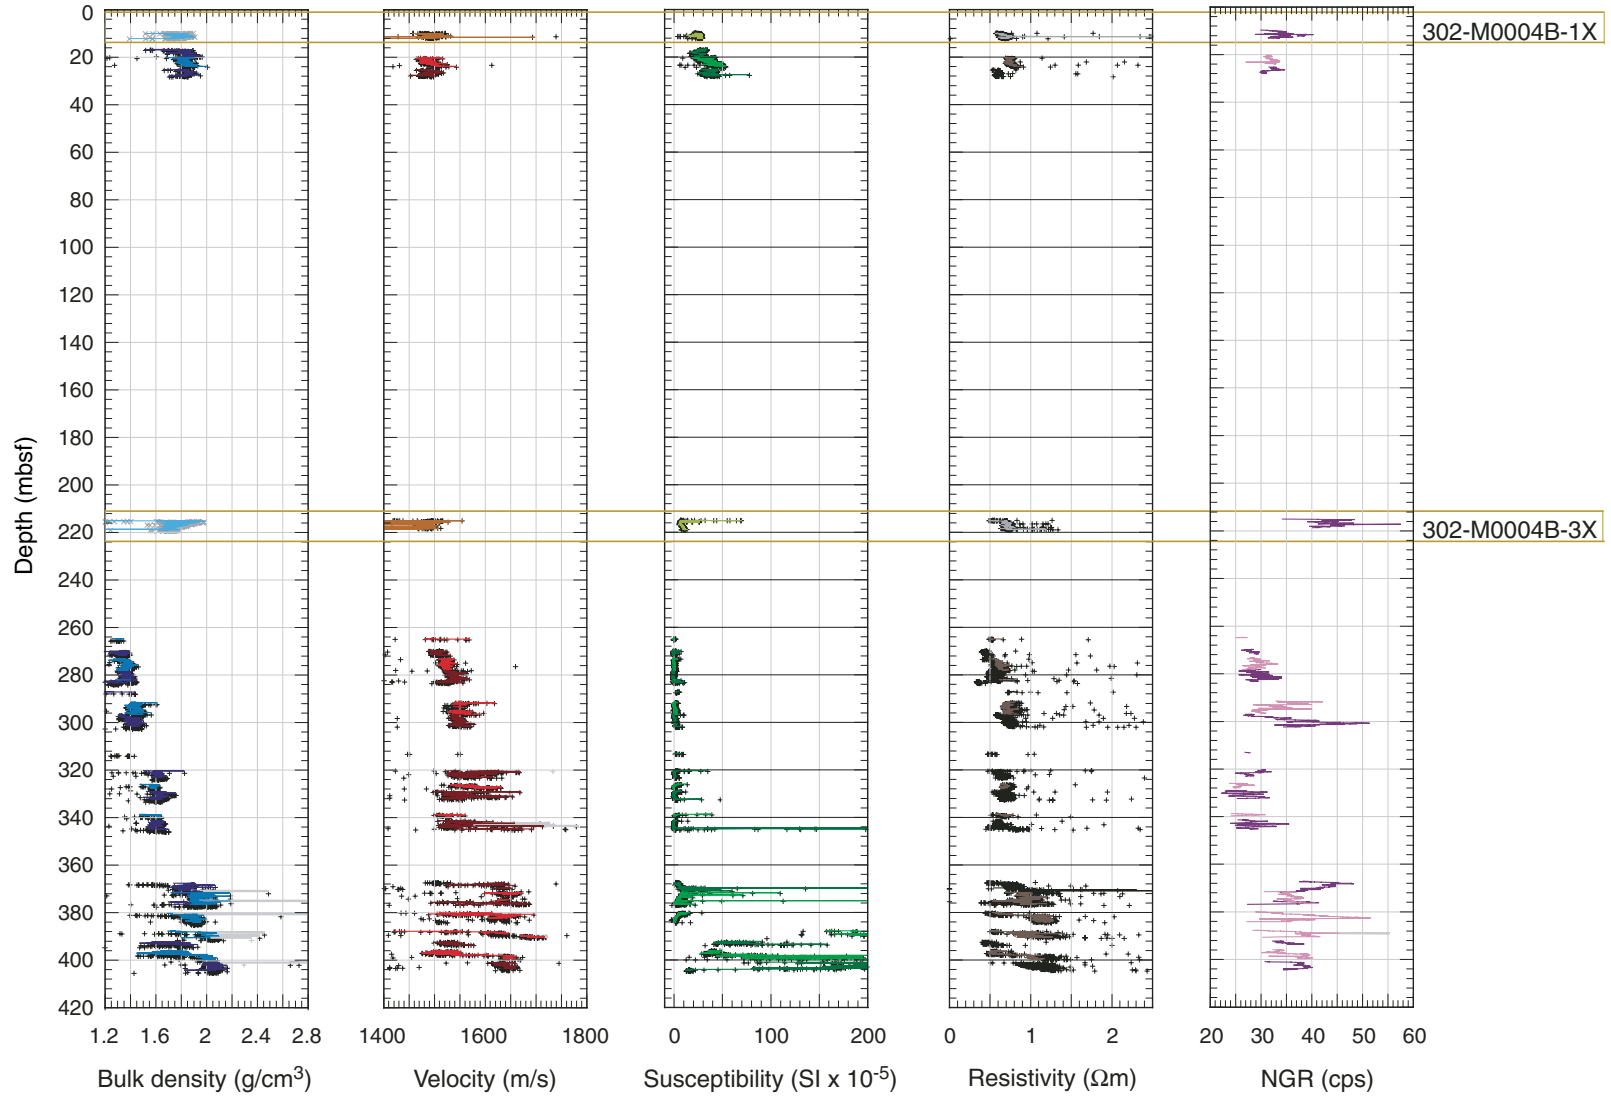 0
20
40
60
80
100
120
140
160
180
200
220
240
260
280
300
320
340
360
380
400
420
Depth (mbsf)
302-M0004B-1X
302-M0004B-3X
1.2 1.6 2 2.4 2.8
1400 1600 1800
0 100 200
0 1 2
20 30 40 50 60
Bulk density (g/cm3)
Velocity (m/s)
Susceptibility (SI x 10-5)
Resistivity (Ωm)
NGR (cps)